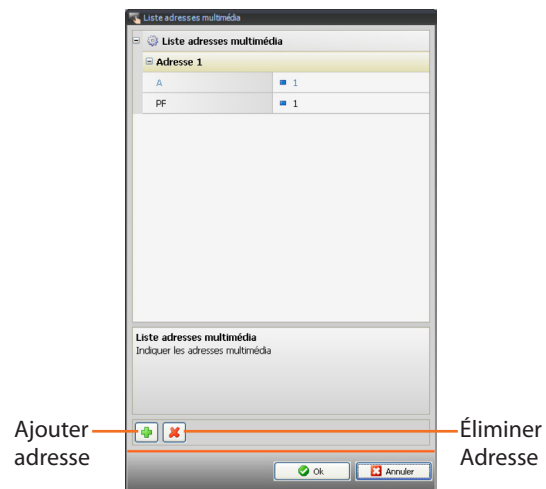 Liste adresses multimédia
Liste adresses multimédia
Adresse 1
A 1
PF 1
Liste adresses multimédia
Indiquer les adresses multimédia
Ajouter
adresse
Éliminer
Adresse
Ok Annuler